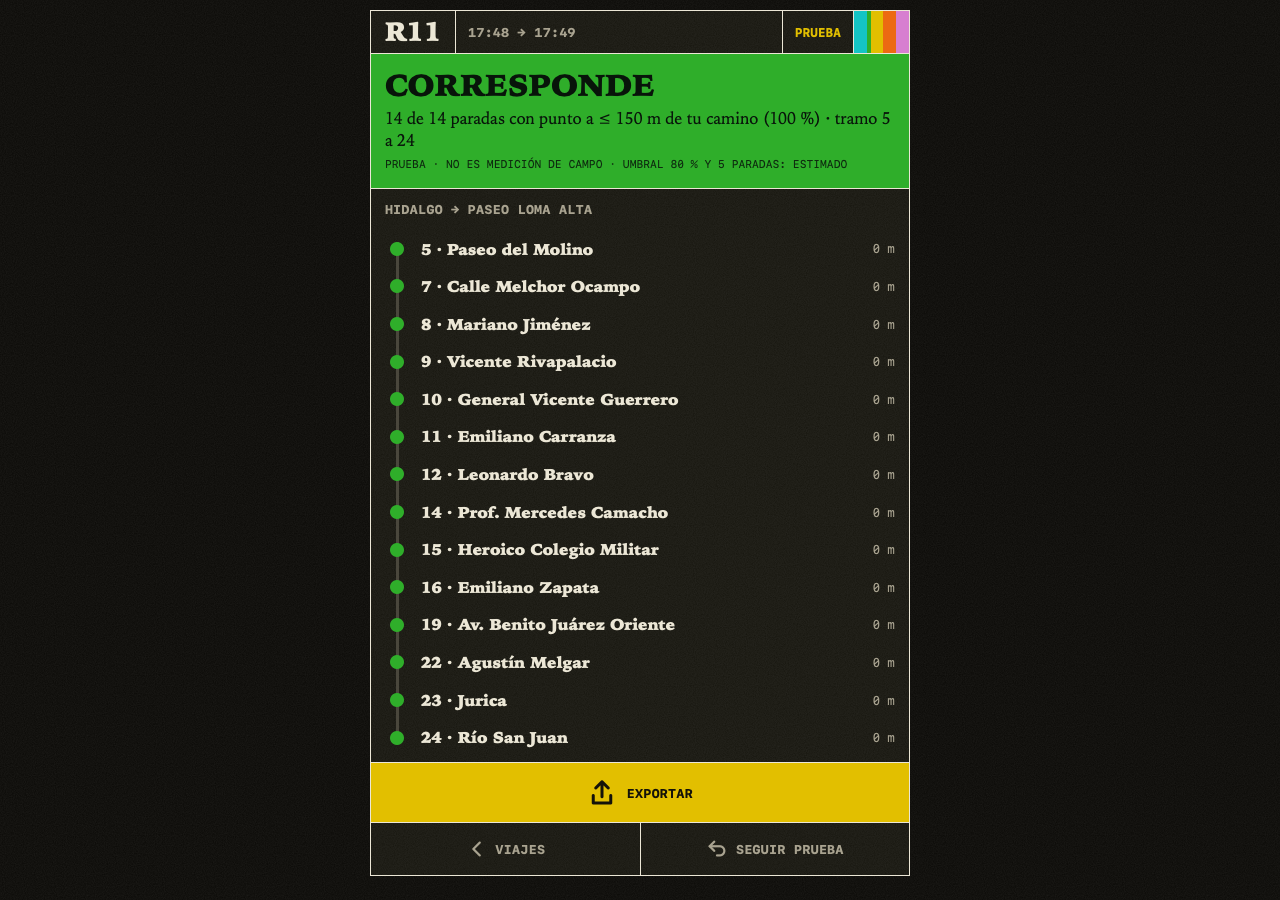 R11
17:48 → 17:49
PRUEBA
CORRESPONDE
14 de 14 paradas con punto a ≤ 150 m de tu camino (100 %) · tramo 5
a 24
PRUEBA · NO ES MEDICIÓN DE CAMPO · UMBRAL 80 % Y 5 PARADAS: ESTIMADO
HIDALGO → PASEO LOMA ALTA
5 · Paseo del Molino 0 m
7 · Calle Melchor Ocampo 0 m
8 · Mariano Jiménez 0 m
9 · Vicente Rivapalacio 0 m
10 · General Vicente Guerrero 0 m
11 · Emiliano Carranza 0 m
12 · Leonardo Bravo 0 m
14 · Prof. Mercedes Camacho 0 m
15 · Heroico Colegio Militar 0 m
16 · Emiliano Zapata 0 m
19 · Av. Benito Juárez Oriente 0 m
22 · Agustín Melgar 0 m
23 · Jurica 0 m
24 · Río San Juan 0 m
EXPORTAR
VIAJES
SEGUIR PRUEBA